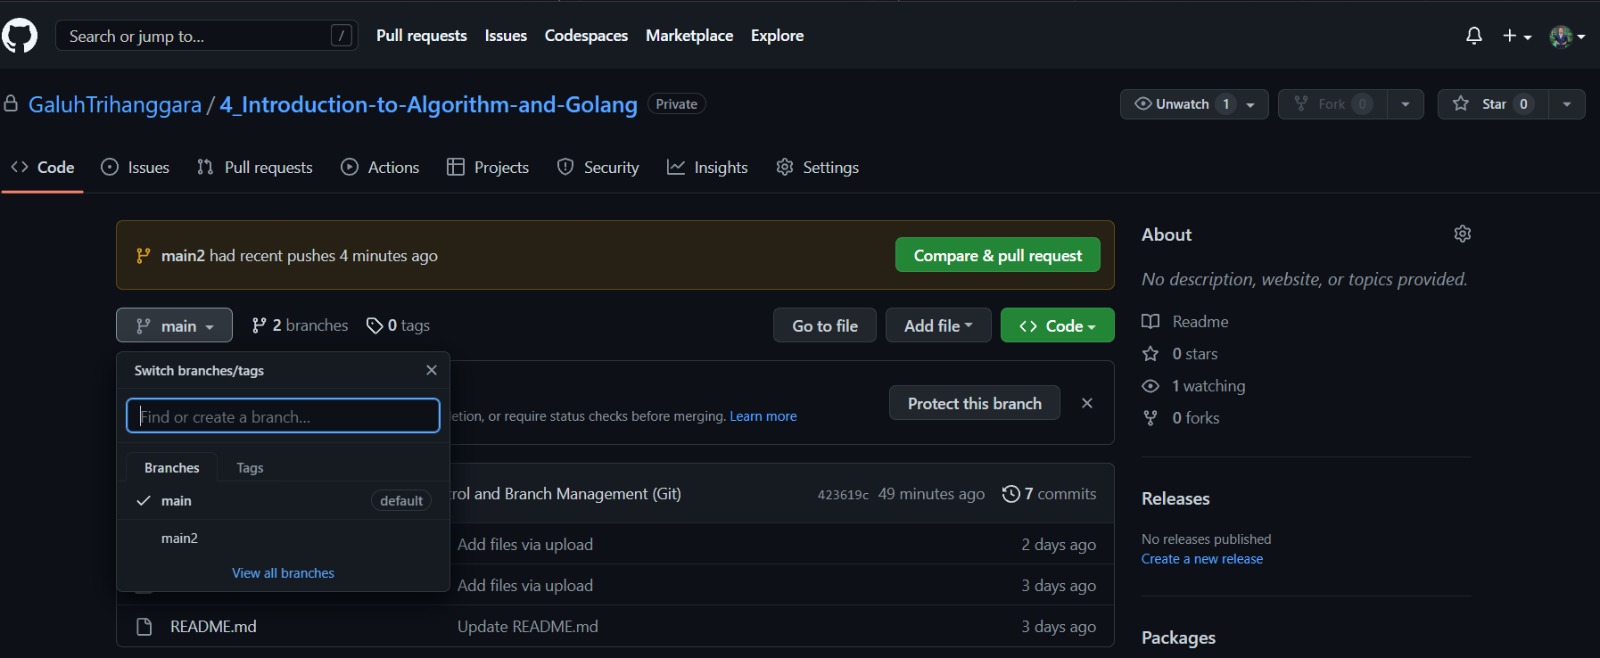 Search or jump to... / Pull requests Issues Codespaces Marketplace Explore
GaluhTrihanggara / 4_Introduction-to-Algorithm-and-Golang Private Unwatch 1 Fork 0 Star 0
Code Issues Pull requests Actions Projects Security Insights Settings
main2 had recent pushes 4 minutes ago Compare & pull request
main 2 branches 0 tags Go to file Add file Code
Switch branches/tags
Find or create a branch...
Branches Tags
main default
main2
View all branches
etion, or require status checks before merging. Learn more Protect this branch
rol and Branch Management (Git) 423619c 49 minutes ago 7 commits
Add files via upload 2 days ago
Add files via upload 3 days ago
README.md Update README.md 3 days ago
About
No description, website, or topics provided.
Readme
0 stars
1 watching
0 forks
Releases
No releases published
Create a new release
Packages